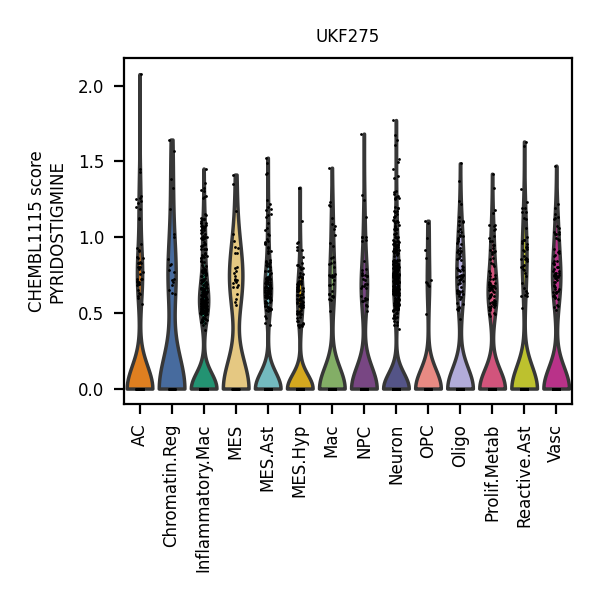 UKF275
CHEMBL1115 score
PYRIDOSTIGMINE
2.0
1.5
1.0
0.5
0.0
AC
Chromatin.Reg
Inflammatory.Mac
MES
MES.Ast
MES.Hyp
Mac
NPC
Neuron
OPC
Oligo
Prolif.Metab
Reactive.Ast
Vasc